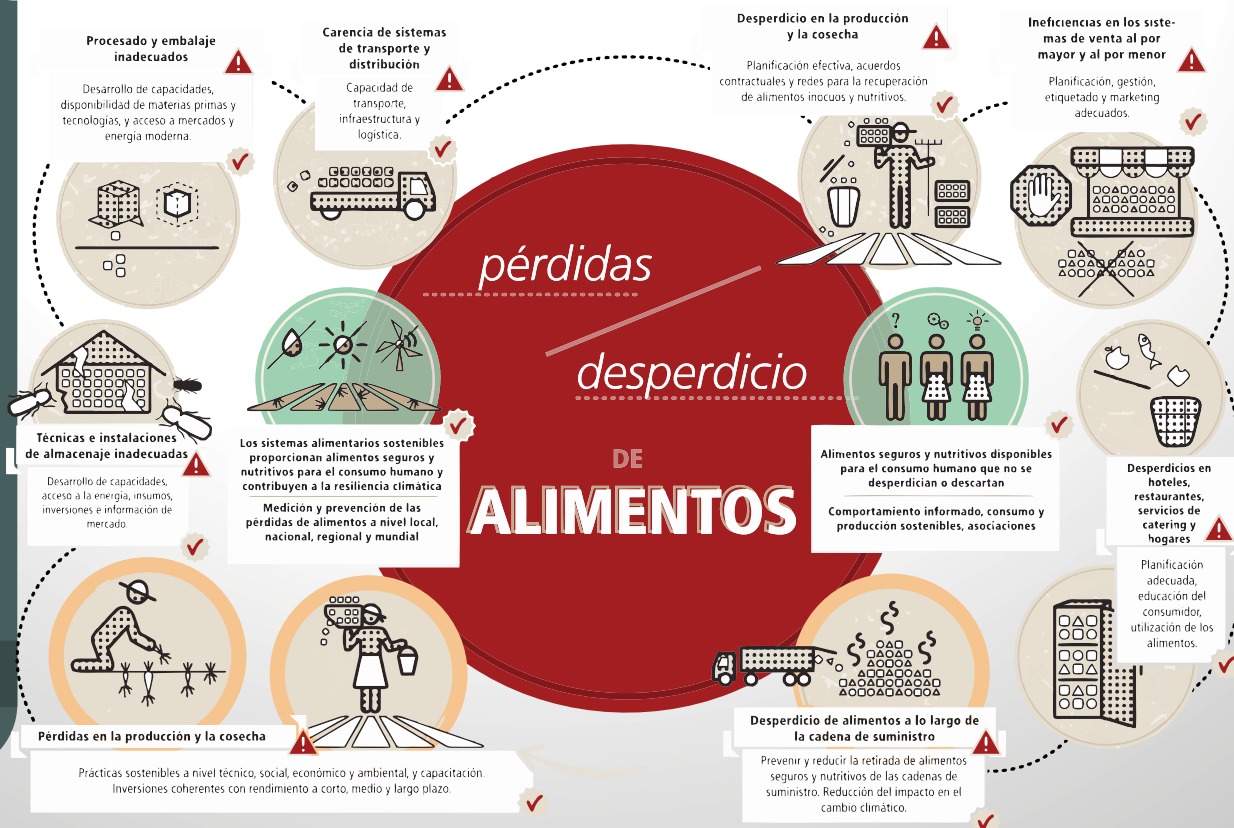 Procesado y embalaje
inadecuados
Desarrollo de capacidades,
disponibilidad de materias primas y
tecnologías, y acceso a mercados y
energía moderna.
Carencia de sistemas
de transporte y
distribución
Capacidad de
transporte,
infraestructura y
logística.
Desperdicio en la producción
y la cosecha
Planificación efectiva, acuerdos
contractuales y redes para la recuperación
de alimentos inocuos y nutritivos.
Ineficiencias en los siste-
mas de venta al por
mayor y al por menor
Planificación, gestión,
etiquetado y marketing
adecuados.
pérdidas
desperdicio
DE
ALIMENTOS
Técnicas e instalaciones
de almacenaje inadecuadas
Desarrollo de capacidades,
acceso a la energía, insumos,
inversiones e información de
mercado.
Los sistemas alimentarios sostenibles
proporcionan alimentos seguros y
nutritivos para el consumo humano y
contribuyen a la resiliencia climática
Medición y prevención de las
pérdidas de alimentos a nivel local,
nacional, regional y mundial
?
Alimentos seguros y nutritivos disponibles
para el consumo humano que no se
desperdician o descartan
Comportamiento informado, consumo y
producción sostenibles, asociaciones
Desperdicios en
hoteles,
restaurantes,
servicios de
catering y
hogares
Planificación
adecuada,
educación del
consumidor,
utilización de los
alimentos.
Pérdidas en la producción y la cosecha
Prácticas sostenibles a nivel técnico, social, económico y ambiental, y capacitación.
Inversiones coherentes con rendimiento a corto, medio y largo plazo.
Desperdicio de alimentos a lo largo de
la cadena de suministro
Prevenir y reducir la retirada de alimentos
seguros y nutritivos de las cadenas de
suministro. Reducción del impacto en el
cambio climático.